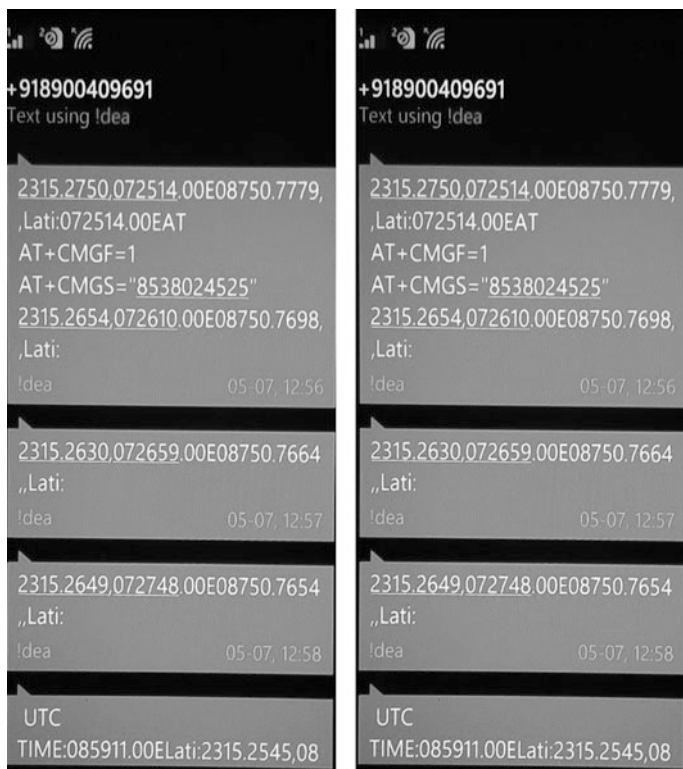 +918900409691
Text using !dea
2315.2750,072514.00E08750.7779,
,Lati:072514.00EAT
AT+CMGF=1
AT+CMGS="8538024525"
2315.2654,072610.00E08750.7698,
,Lati:
!dea 05-07, 12:56
2315.2630,072659.00E08750.7664
,,Lati:
!dea 05-07, 12:57
2315.2649,072748.00E08750.7654
,,Lati:
!dea 05-07, 12:58
UTC
TIME:085911.00ELati:2315.2545,08
+918900409691
Text using !dea
2315.2750,072514.00E08750.7779,
,Lati:072514.00EAT
AT+CMGF=1
AT+CMGS="8538024525"
2315.2654,072610.00E08750.7698,
,Lati:
!dea 05-07, 12:56
2315.2630,072659.00E08750.7664
,,Lati:
!dea 05-07, 12:57
2315.2649,072748.00E08750.7654
,,Lati:
!dea 05-07, 12:58
UTC
TIME:085911.00ELati:2315.2545,08